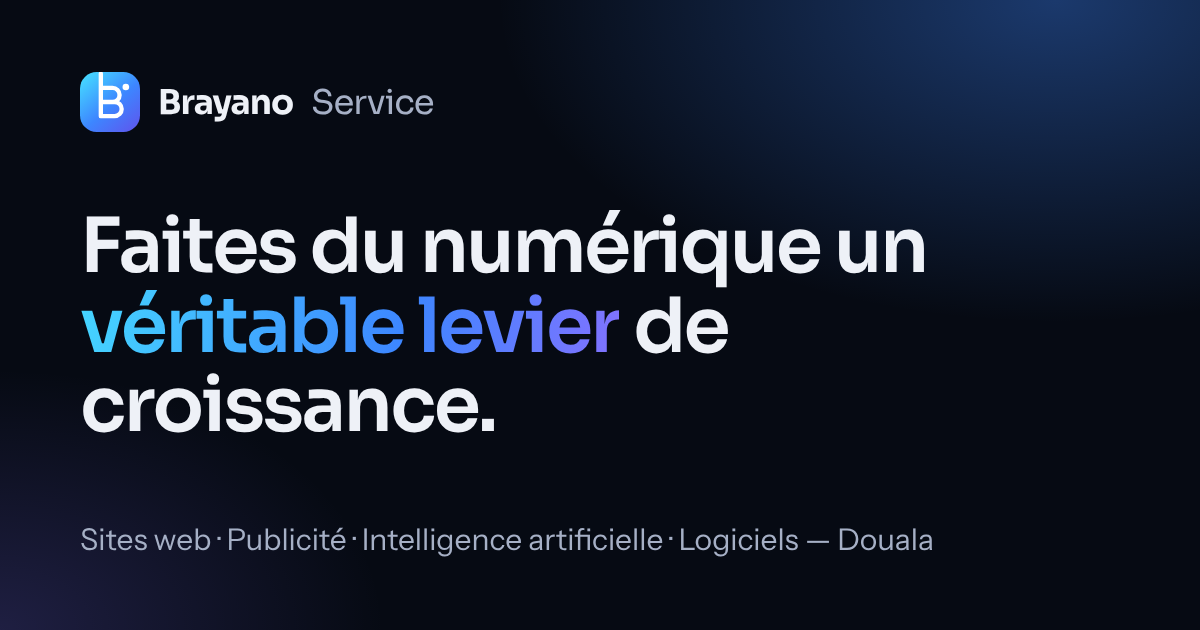 Brayano Service
Faites du numérique un
véritable levier de
croissance.
Sites web · Publicité · Intelligence artificielle · Logiciels — Douala